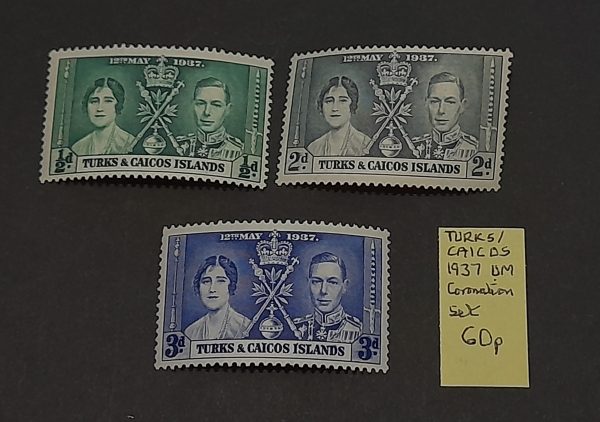 12TH MAY 1937.
½d ½d
TURKS & CAICOS ISLANDS
12TH MAY 1937.
2d 2d
TURKS & CAICOS ISLANDS
12TH MAY 1937.
3d 3d
TURKS & CAICOS ISLANDS
TURKS/
CAICOS
1937 UM
Coronation
Set
60p